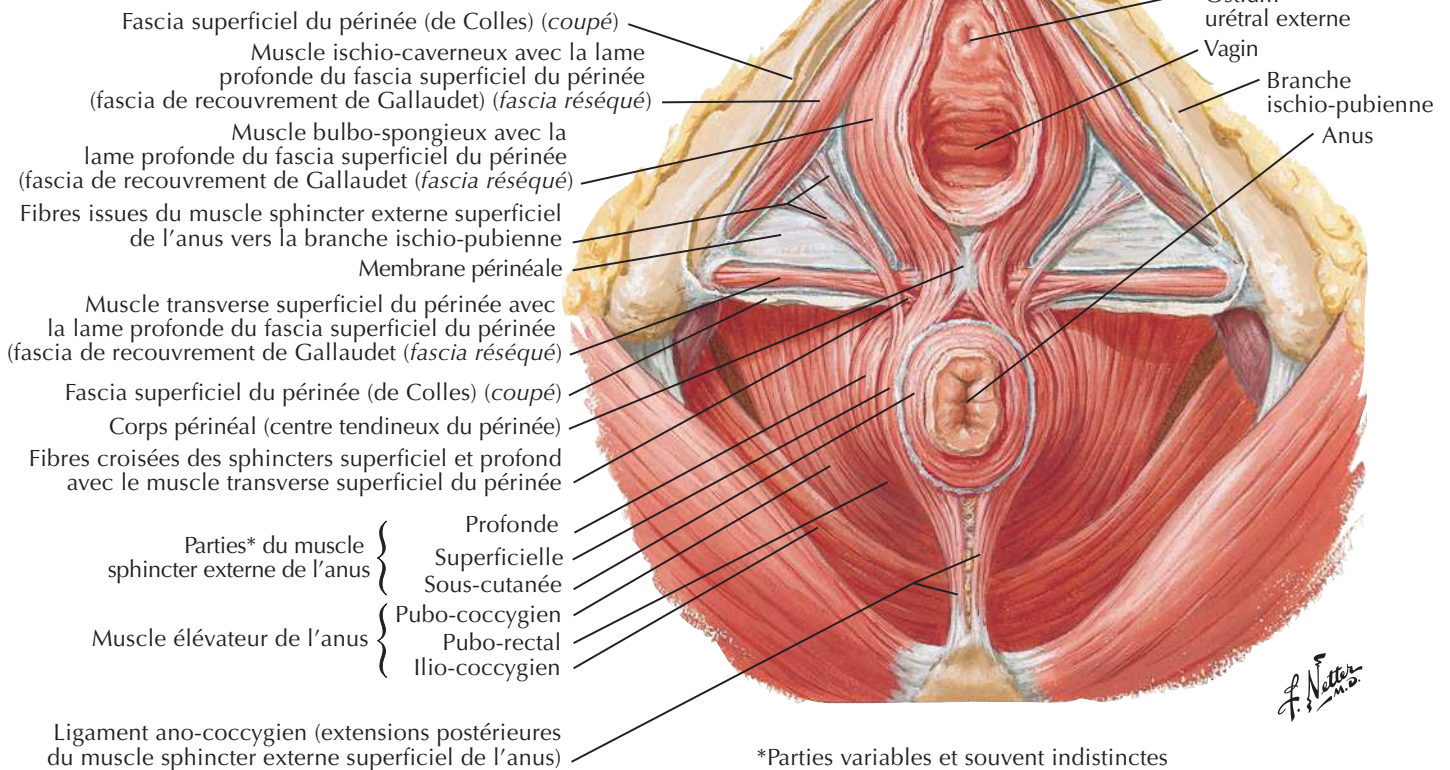 Fascia superficiel du périnée (de Colles) (coupé)
Muscle ischio-caverneux avec la lame
profonde du fascia superficiel du périnée
(fascia de recouvrement de Gallaudet) (fascia réséqué)
Muscle bulbo-spongieux avec la
lame profonde du fascia superficiel du périnée
(fascia de recouvrement de Gallaudet (fascia réséqué)
Fibres issues du muscle sphincter externe superficiel
de l’anus vers la branche ischio-pubienne
Membrane périnéale
Muscle transverse superficiel du périnée avec
la lame profonde du fascia superficiel du périnée
(fascia de recouvrement de Gallaudet (fascia réséqué)
Fascia superficiel du périnée (de Colles) (coupé)
Corps périnéal (centre tendineux du périnée)
Fibres croisées des sphincters superficiel et profond
avec le muscle transverse superficiel du périnée
Parties* du muscle
sphincter externe de l’anus
Profonde
Superficielle
Sous-cutanée
Muscle élévateur de l’anus
Pubo-coccygien
Pubo-rectal
Ilio-coccygien
Ligament ano-coccygien (extensions postérieures
du muscle sphincter externe superficiel de l’anus)
urétral externe
Vagin
Branche
ischio-pubienne
Anus
F. Netter
M.D.
*Parties variables et souvent indistinctes